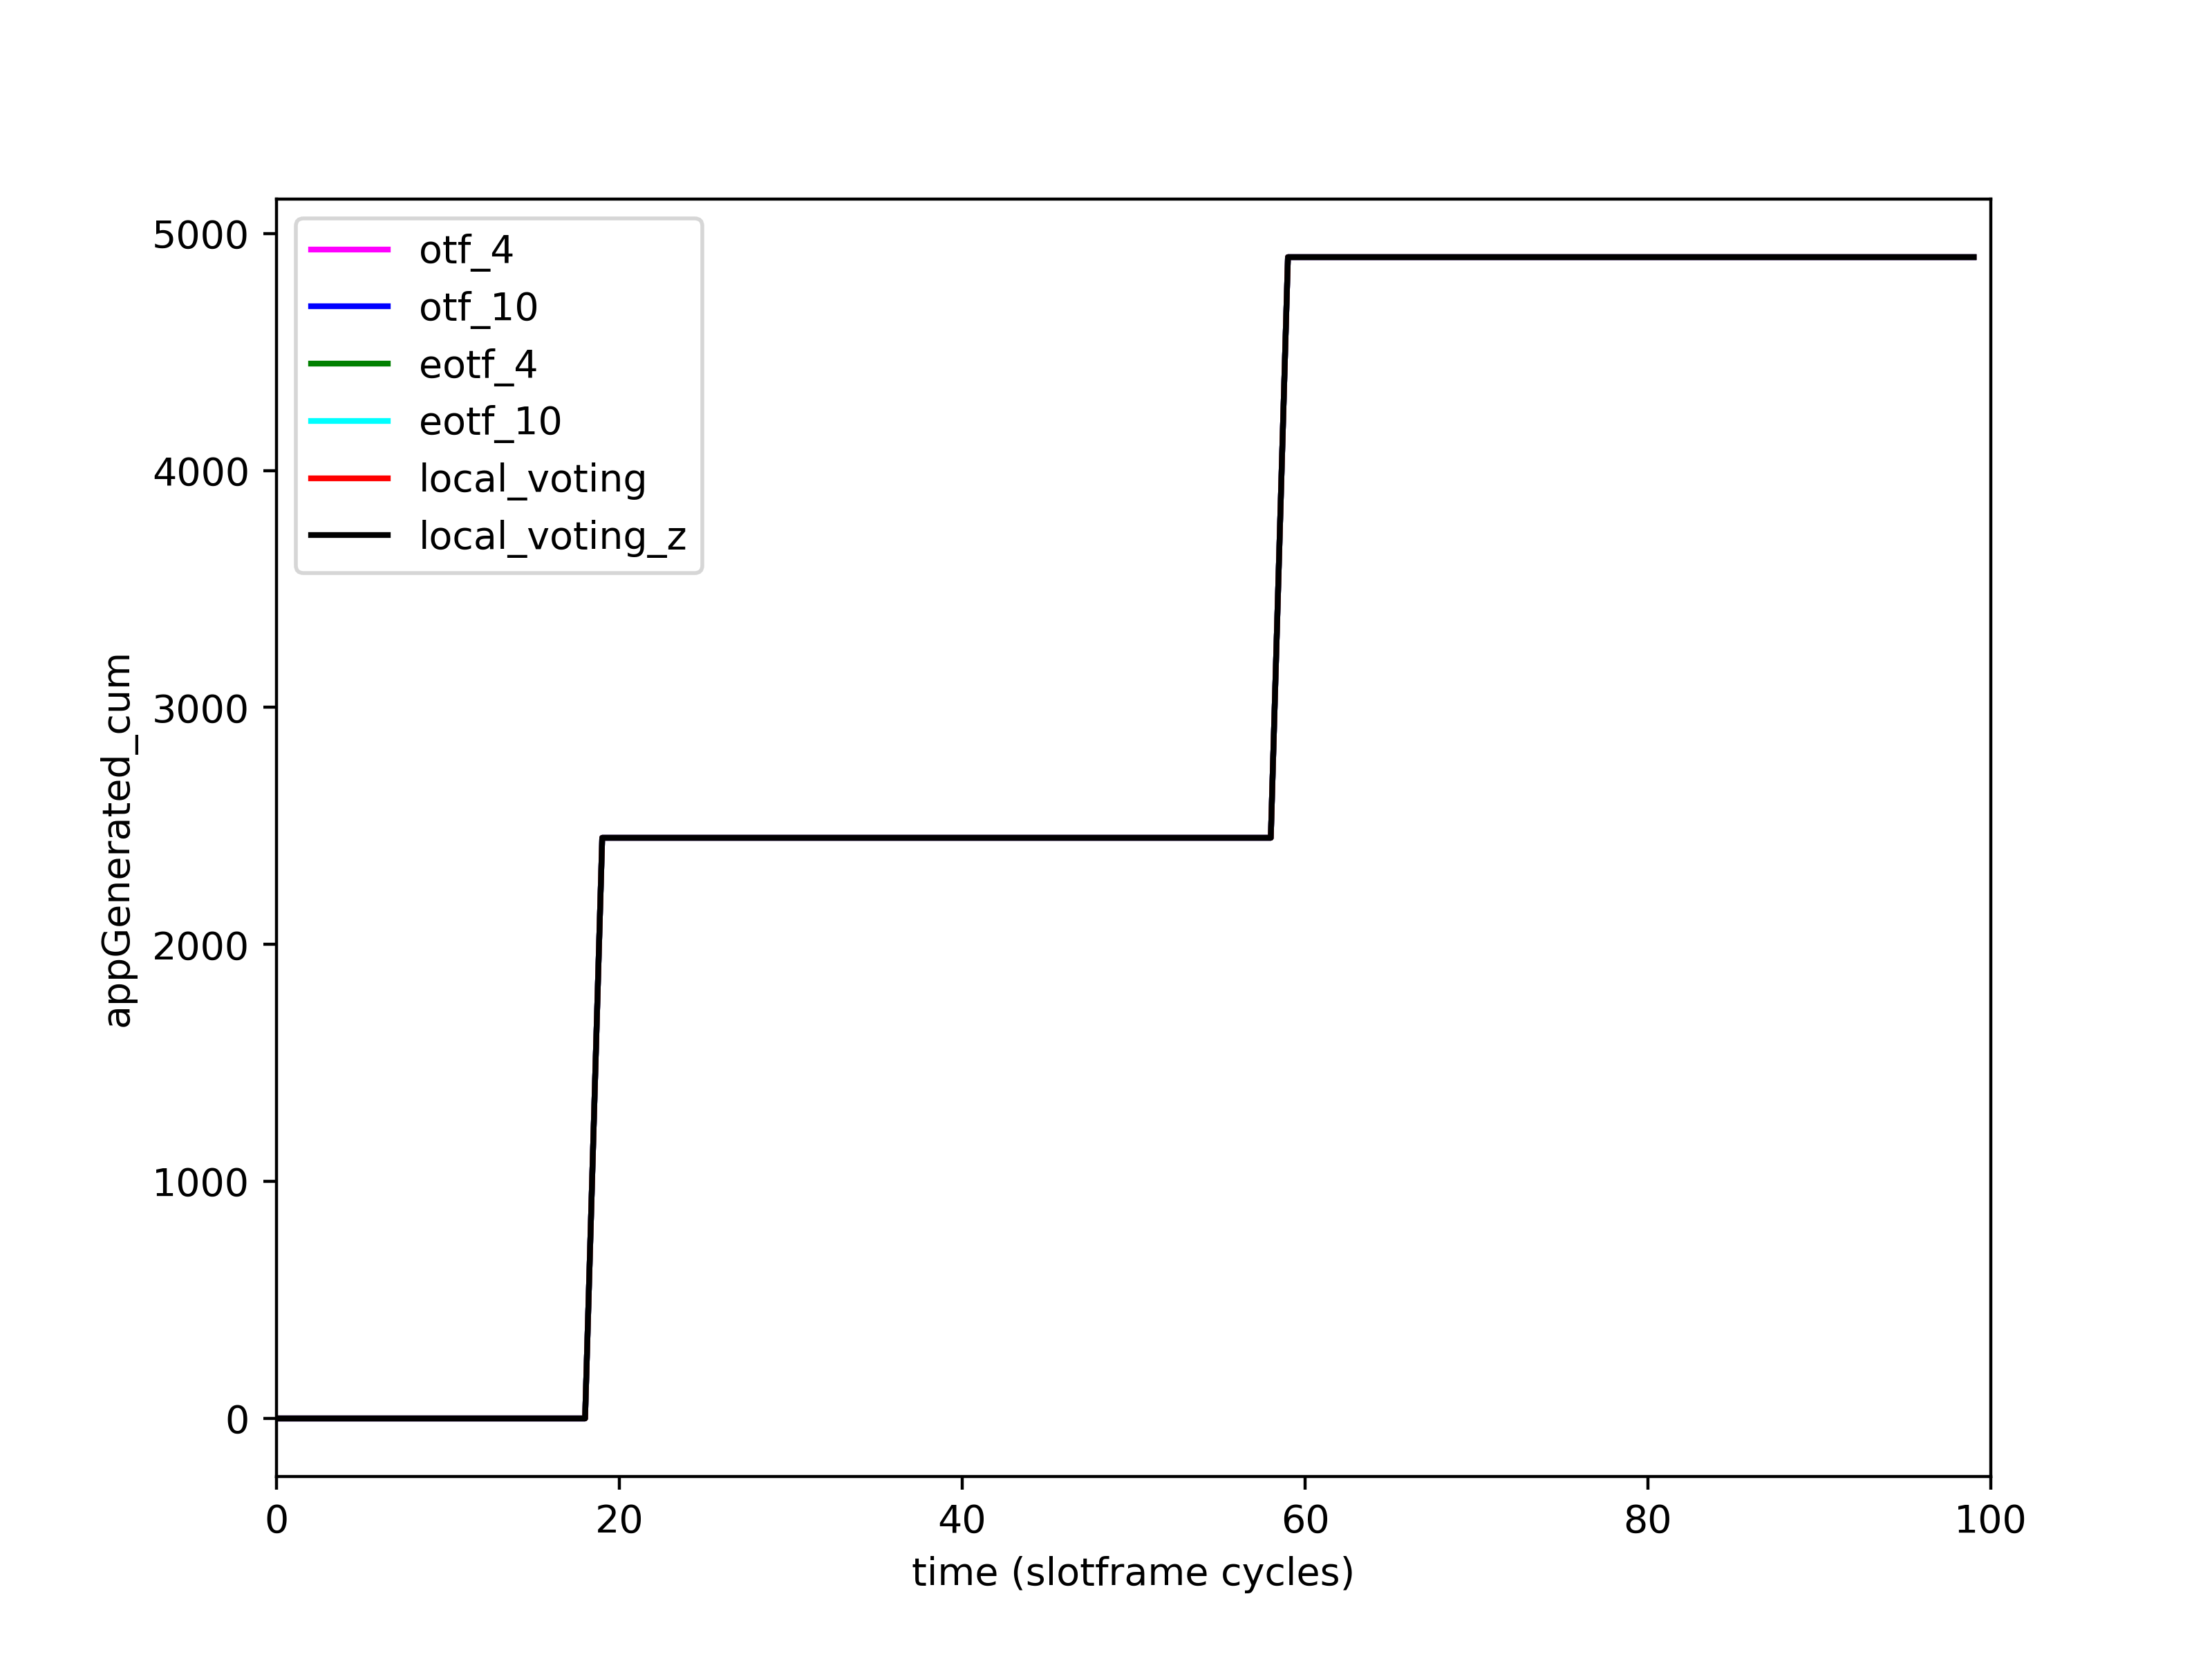 5000
4000
3000
2000
1000
0
appGenerated_cum
otf_4
otf_10
eotf_4
eotf_10
local_voting
local_voting_z
0 20 40 60 80 100
time (slotframe cycles)